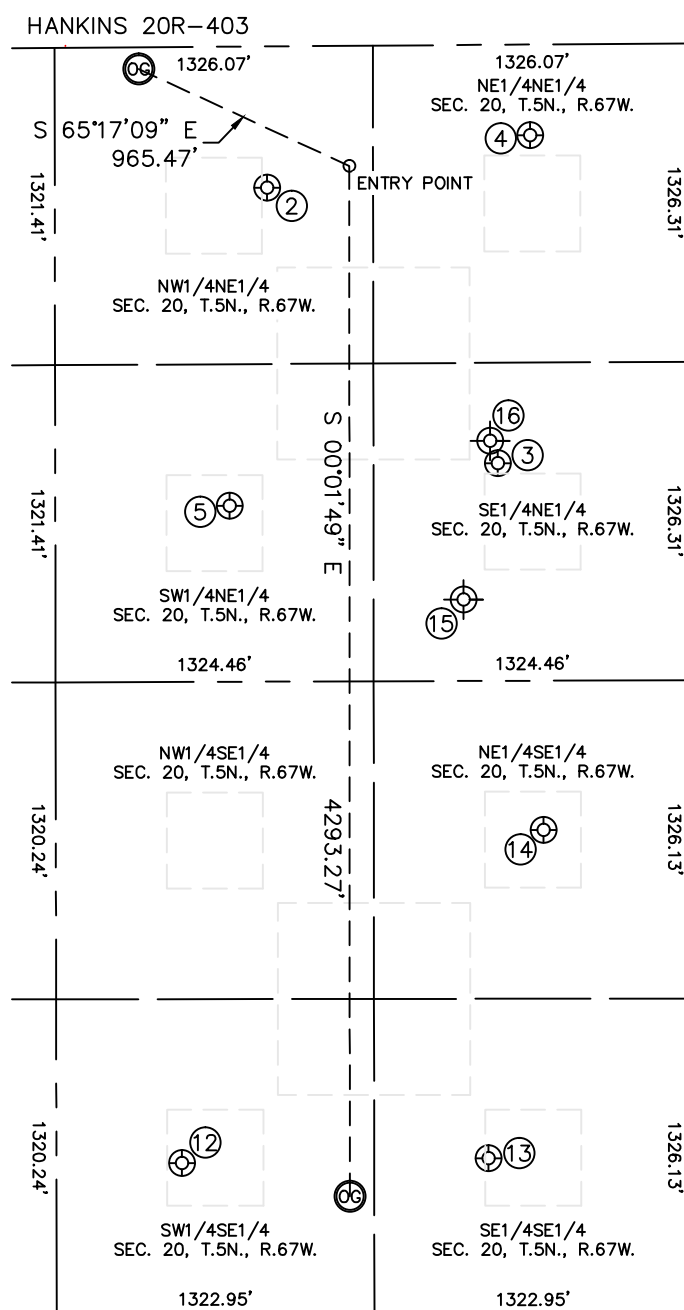 HANKINS 20R-403
OG
1326.07'
1326.07'
NE1/4NE1/4
SEC. 20, T.5N., R.67W.
S 65°17'09" E
965.47'
4
ENTRY POINT
2
1321.41'
1326.31'
NW1/4NE1/4
SEC. 20, T.5N., R.67W.
16
3
S 00°01'49" E
5
1321.41'
SE1/4NE1/4
SEC. 20, T.5N., R.67W.
1326.31'
SW1/4NE1/4
SEC. 20, T.5N., R.67W.
15
1324.46'
1324.46'
NW1/4SE1/4
SEC. 20, T.5N., R.67W.
NE1/4SE1/4
SEC. 20, T.5N., R.67W.
1320.24'
4293.27'
14
1326.13'
12
13
1320.24'
1326.13'
OG
SW1/4SE1/4
SEC. 20, T.5N., R.67W.
SE1/4SE1/4
SEC. 20, T.5N., R.67W.
1322.95'
1322.95'